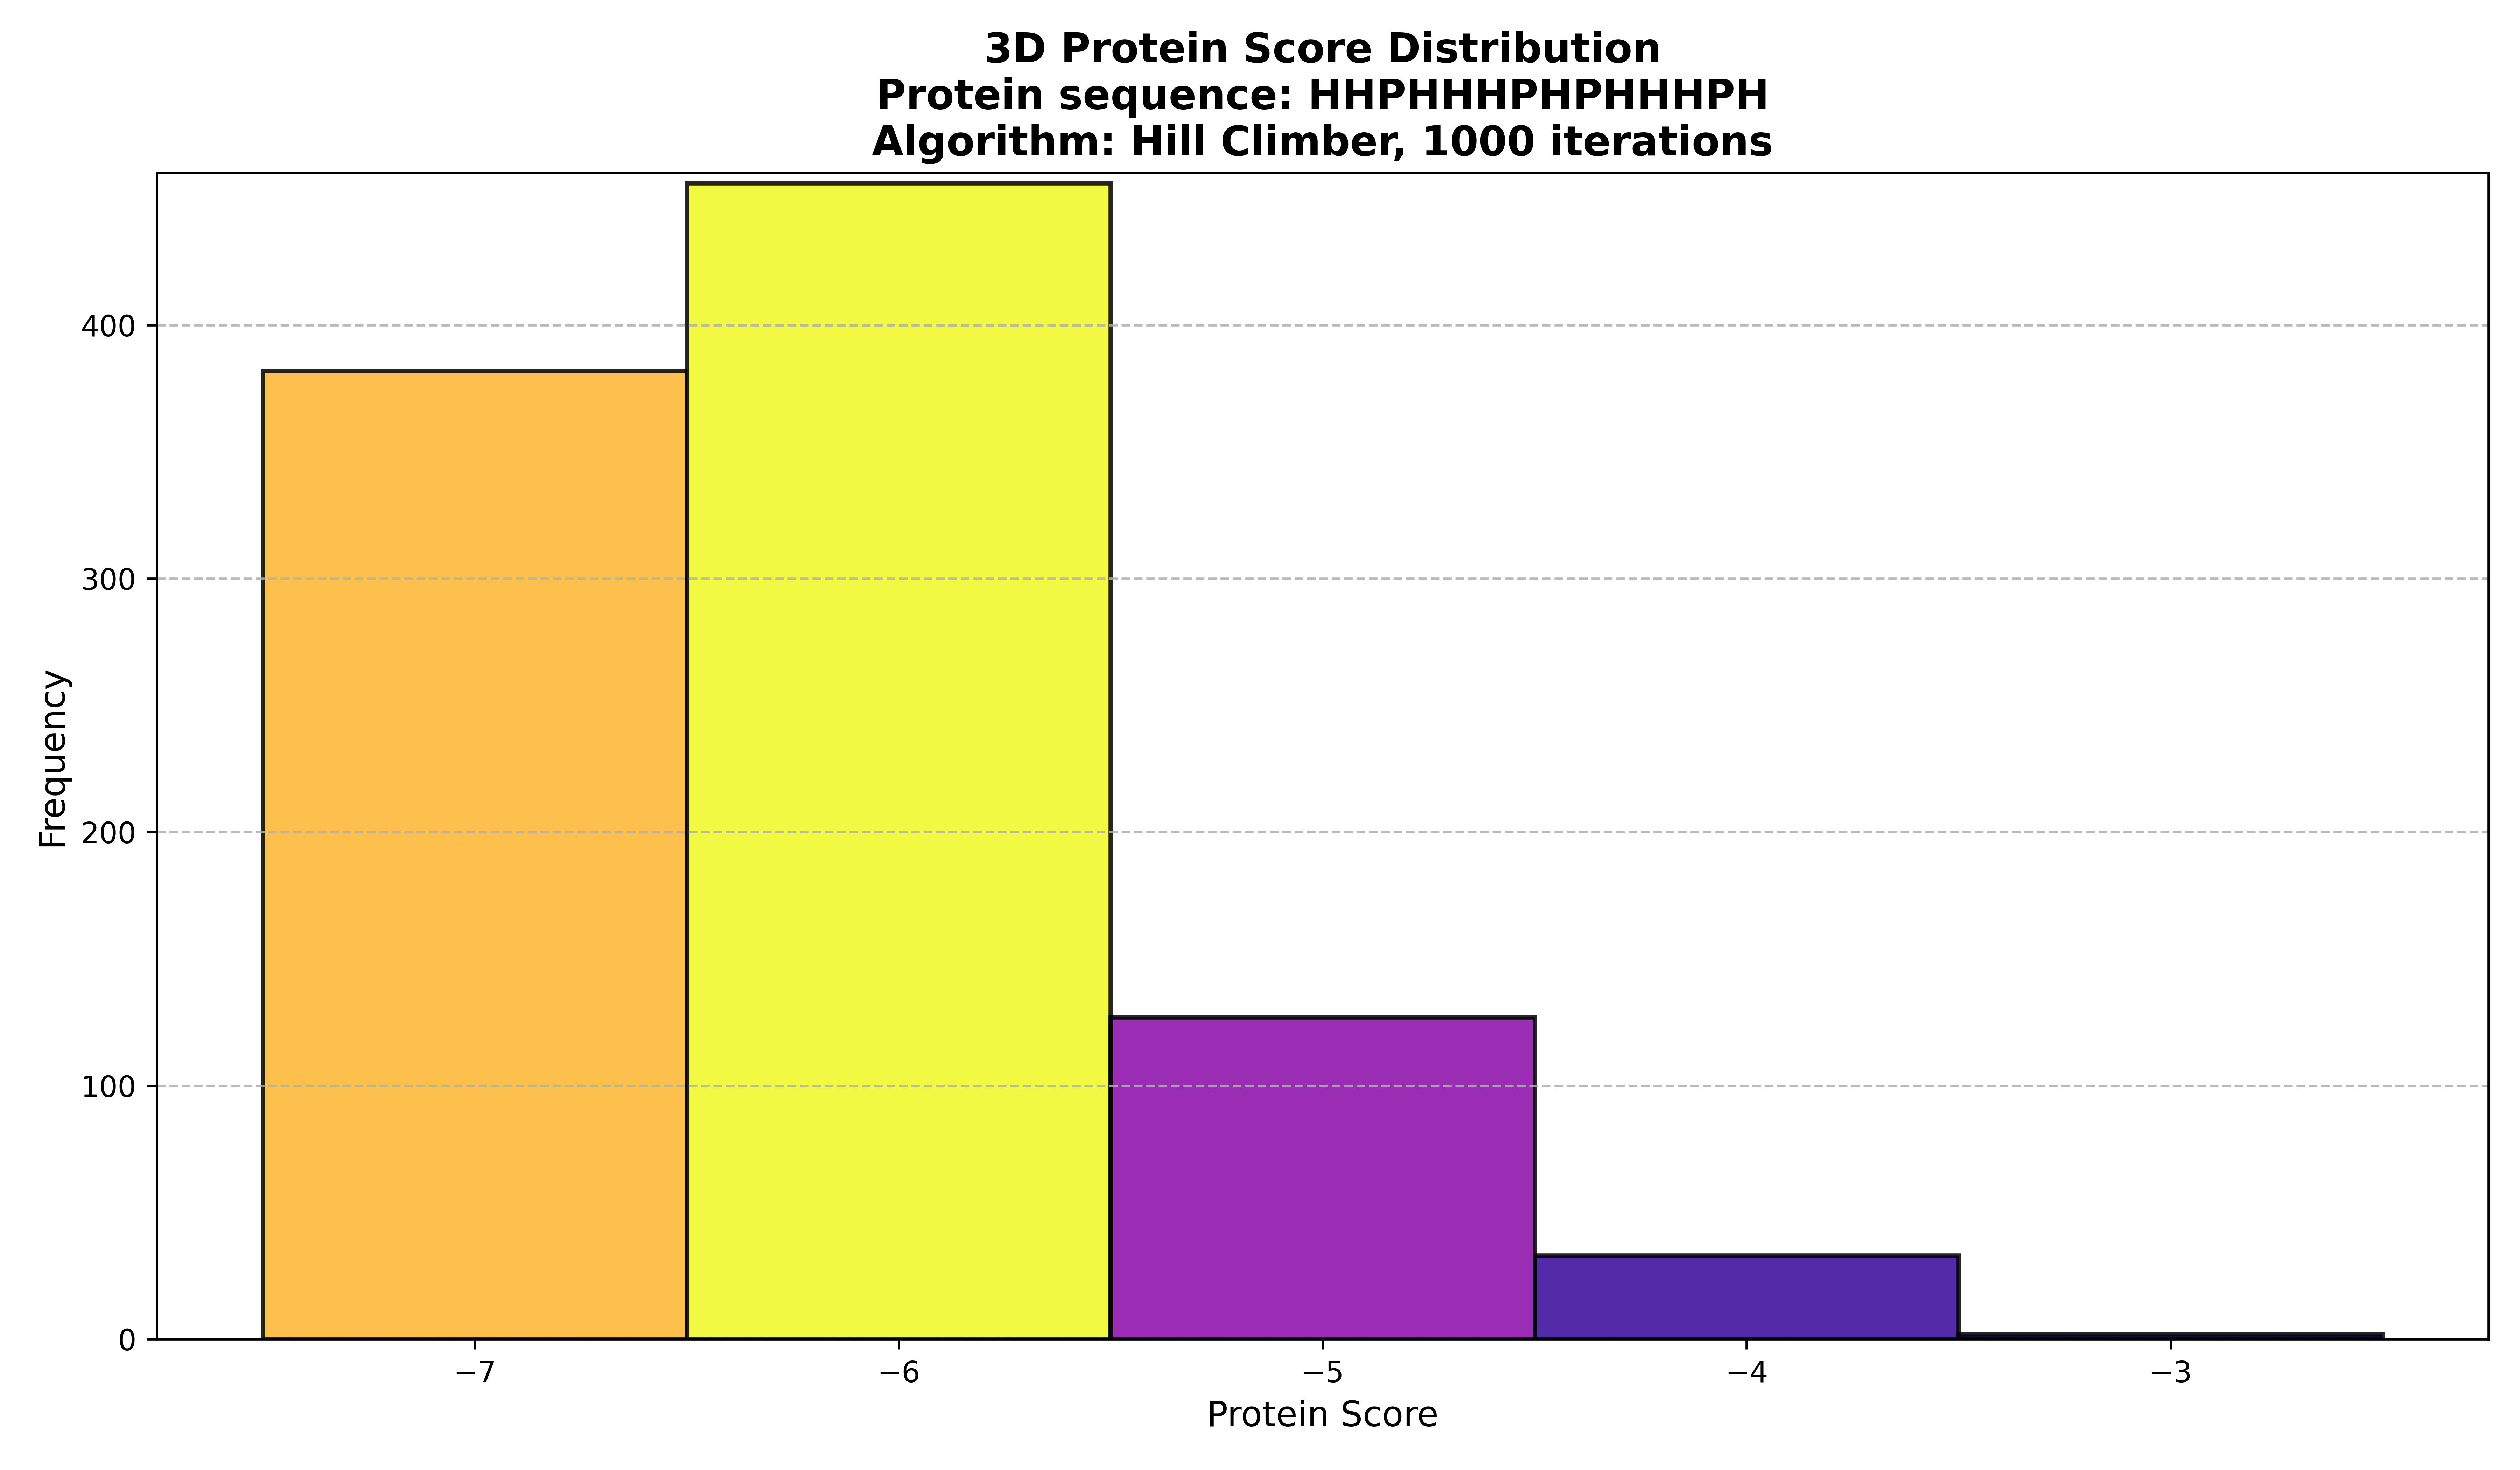 3D Protein Score Distribution
Protein sequence: HHPHHHHPHPHHHHPH
Algorithm: Hill Climber, 1000 iterations
400
300
200
100
0
Frequency
−7
−6
−5
−4
−3
Protein Score